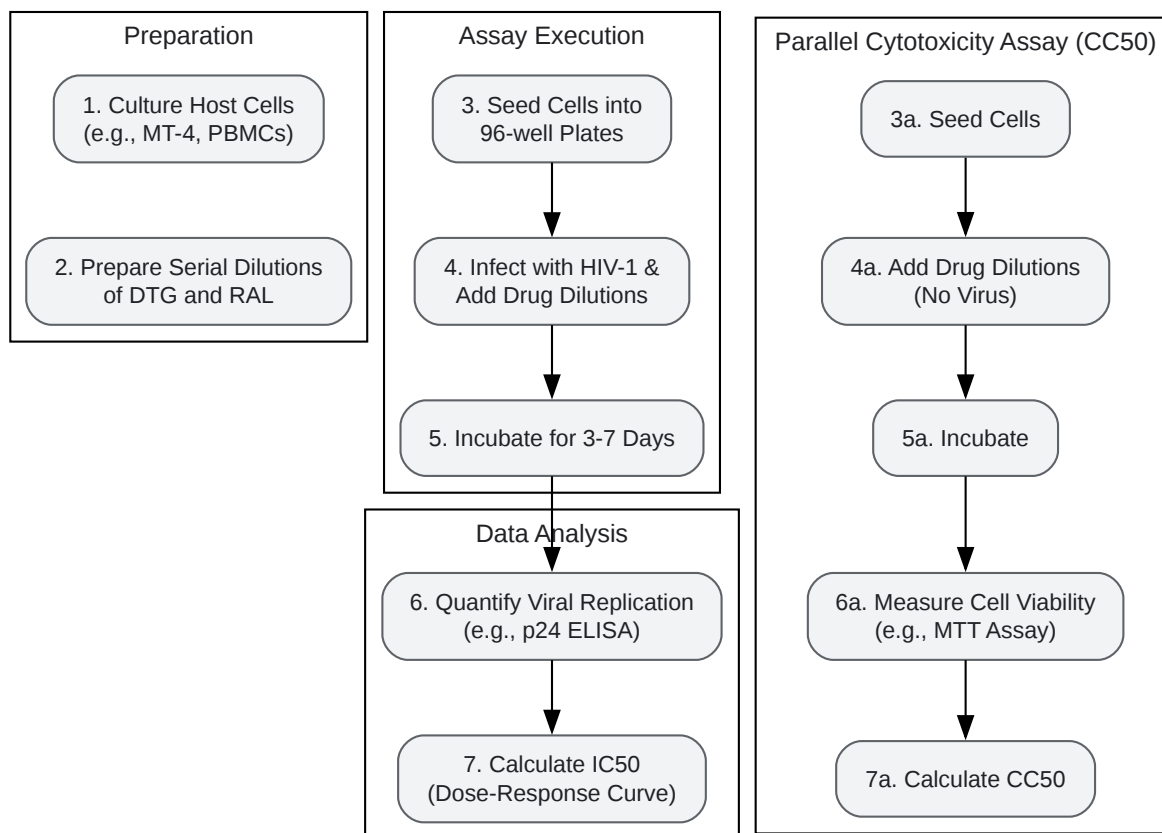 Preparation
1. Culture Host Cells
(e.g., MT-4, PBMCs)
2. Prepare Serial Dilutions
of DTG and RAL
Assay Execution
3. Seed Cells into
96-well Plates
4. Infect with HIV-1 &
Add Drug Dilutions
5. Incubate for 3-7 Days
Data Analysis
6. Quantify Viral Replication
(e.g., p24 ELISA)
7. Calculate IC50
(Dose-Response Curve)
Parallel Cytotoxicity Assay (CC50)
3a. Seed Cells
4a. Add Drug Dilutions
(No Virus)
5a. Incubate
6a. Measure Cell Viability
(e.g., MTT Assay)
7a. Calculate CC50